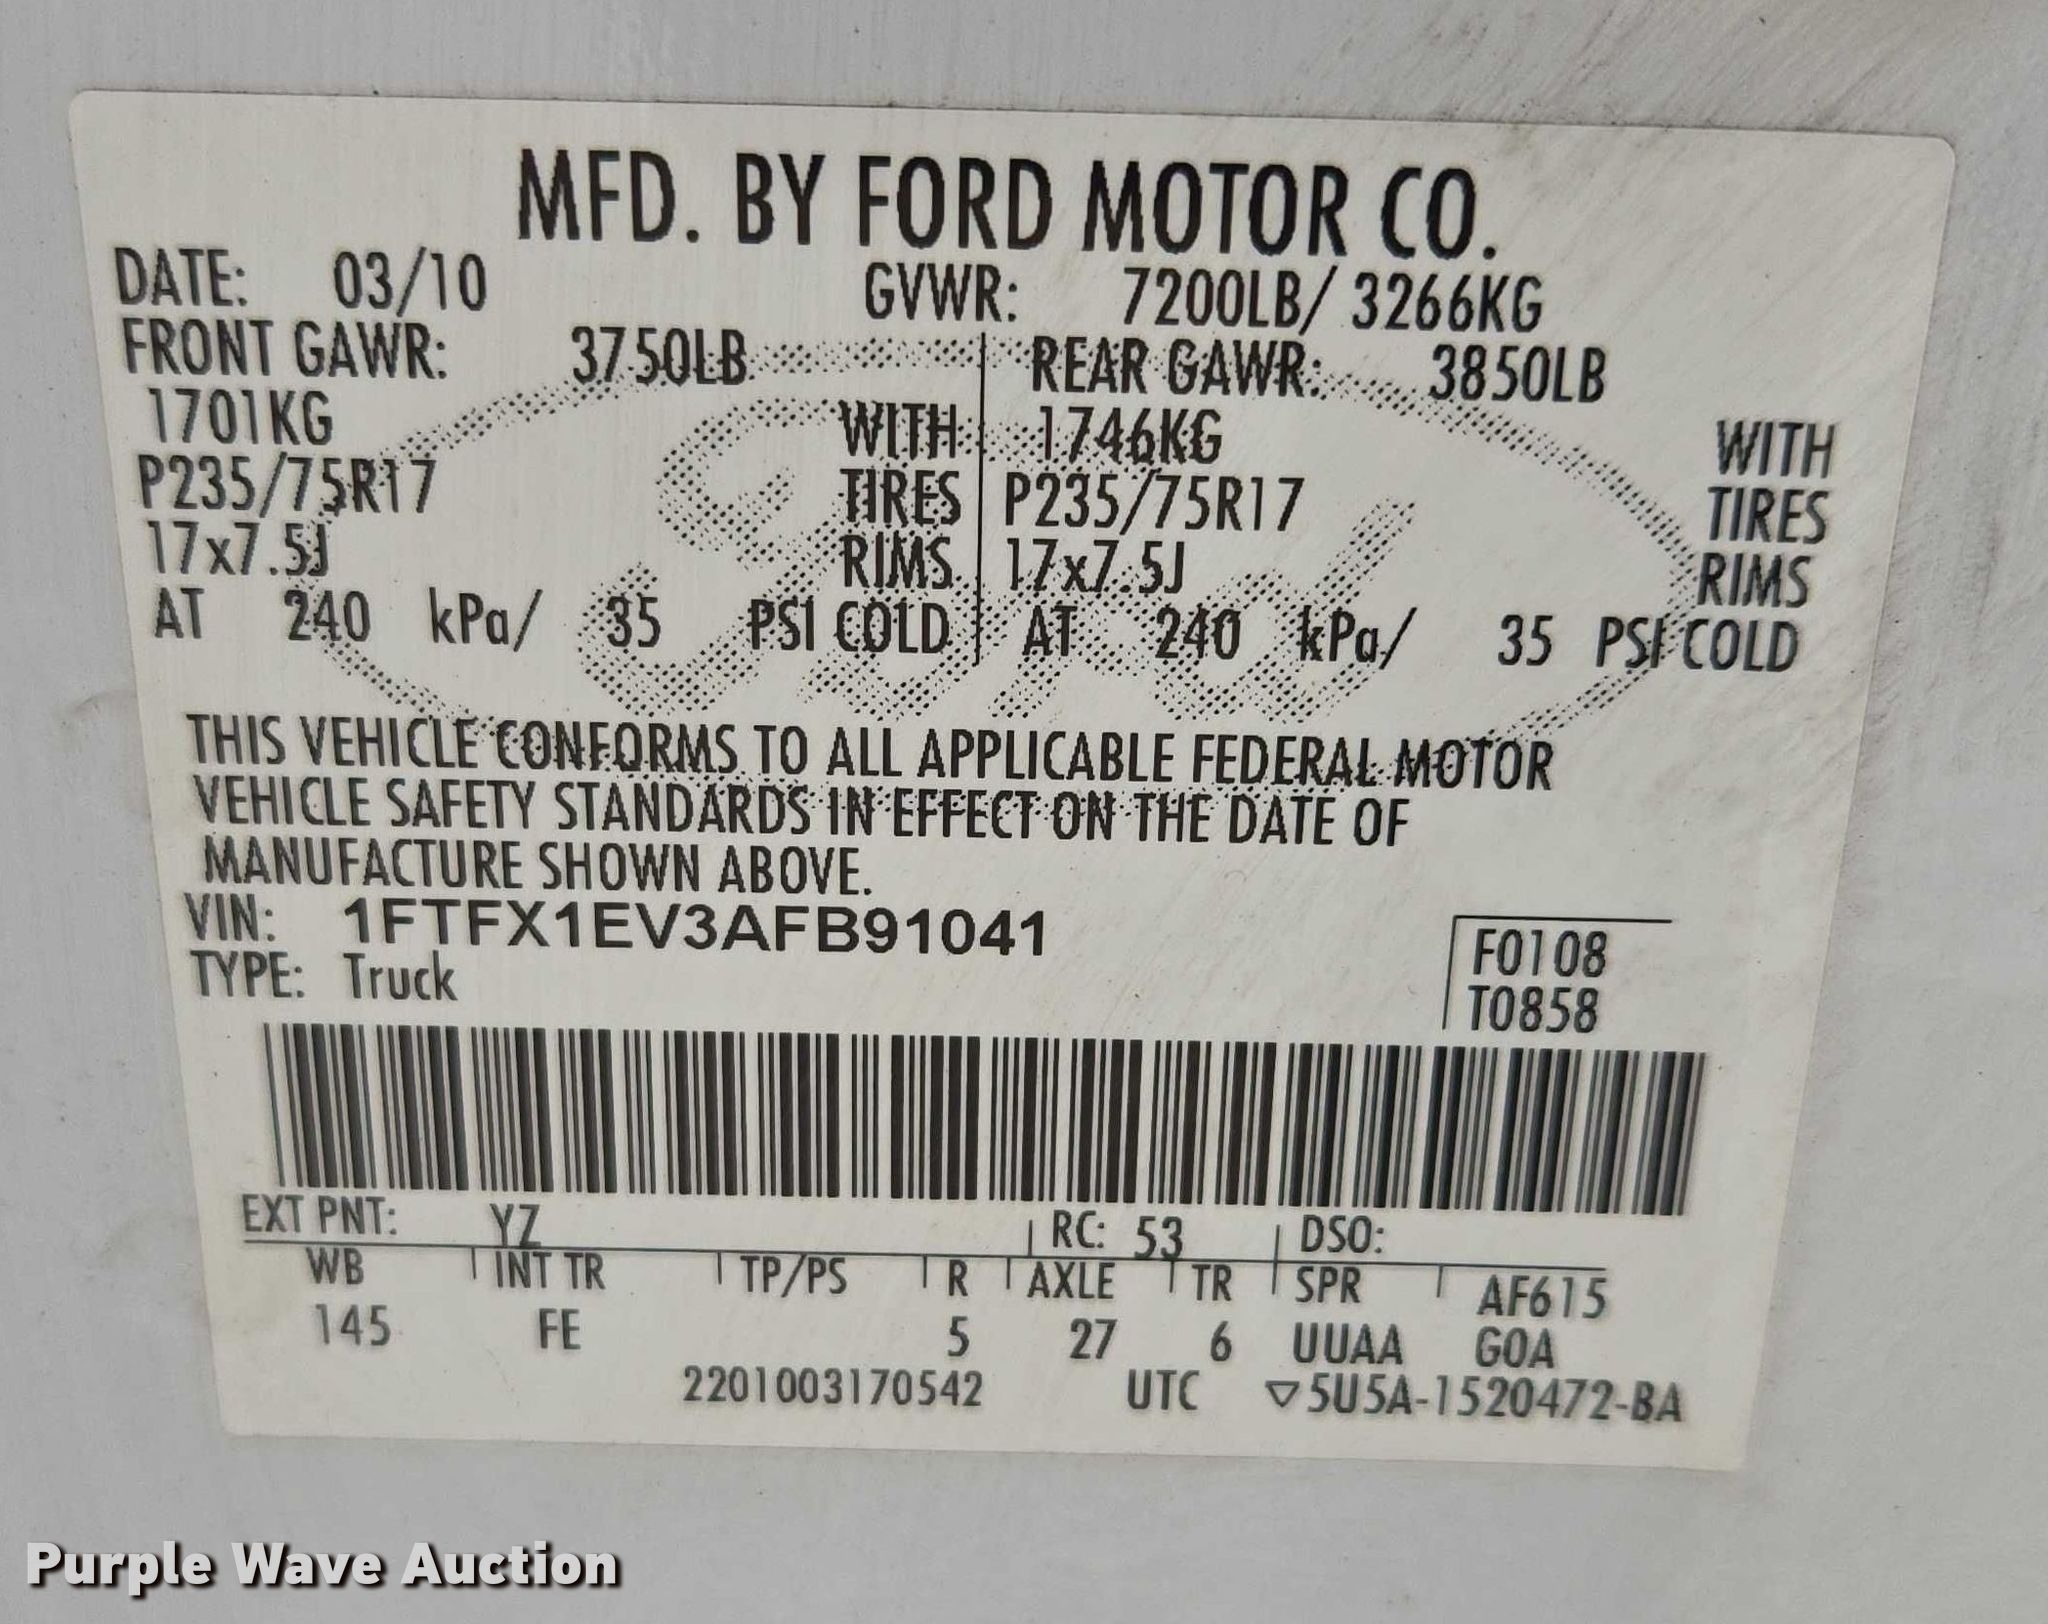 MFD. BY FORD MOTOR CO.
DATE: 03/10 GVWR: 7200LB/ 3266KG
FRONT GAWR: 3750LB REAR GAWR: 3850LB
1701KG WITH 1746KG WITH
P235/75R17 TIRES P235/75R17 TIRES
17x7.5J RIMS 17x7.5J RIMS
AT 240 kPa/ 35 PSI COLD AT 240 kPa/ 35 PSI COLD
THIS VEHICLE CONFORMS TO ALL APPLICABLE FEDERAL MOTOR
VEHICLE SAFETY STANDARDS IN EFFECT ON THE DATE OF
MANUFACTURE SHOWN ABOVE.
VIN: 1FTFX1EV3AFB91041
TYPE: Truck
F0108
T0858
EXT PNT: YZ RC: 53 DSO:
WB INT TR TP/PS R AXLE TR SPR AF615
145 FE 5 27 6 UUAA GOA
2201003170542 UTC ▽5U5A-1520472-BA
Ford
Purple Wave Auction